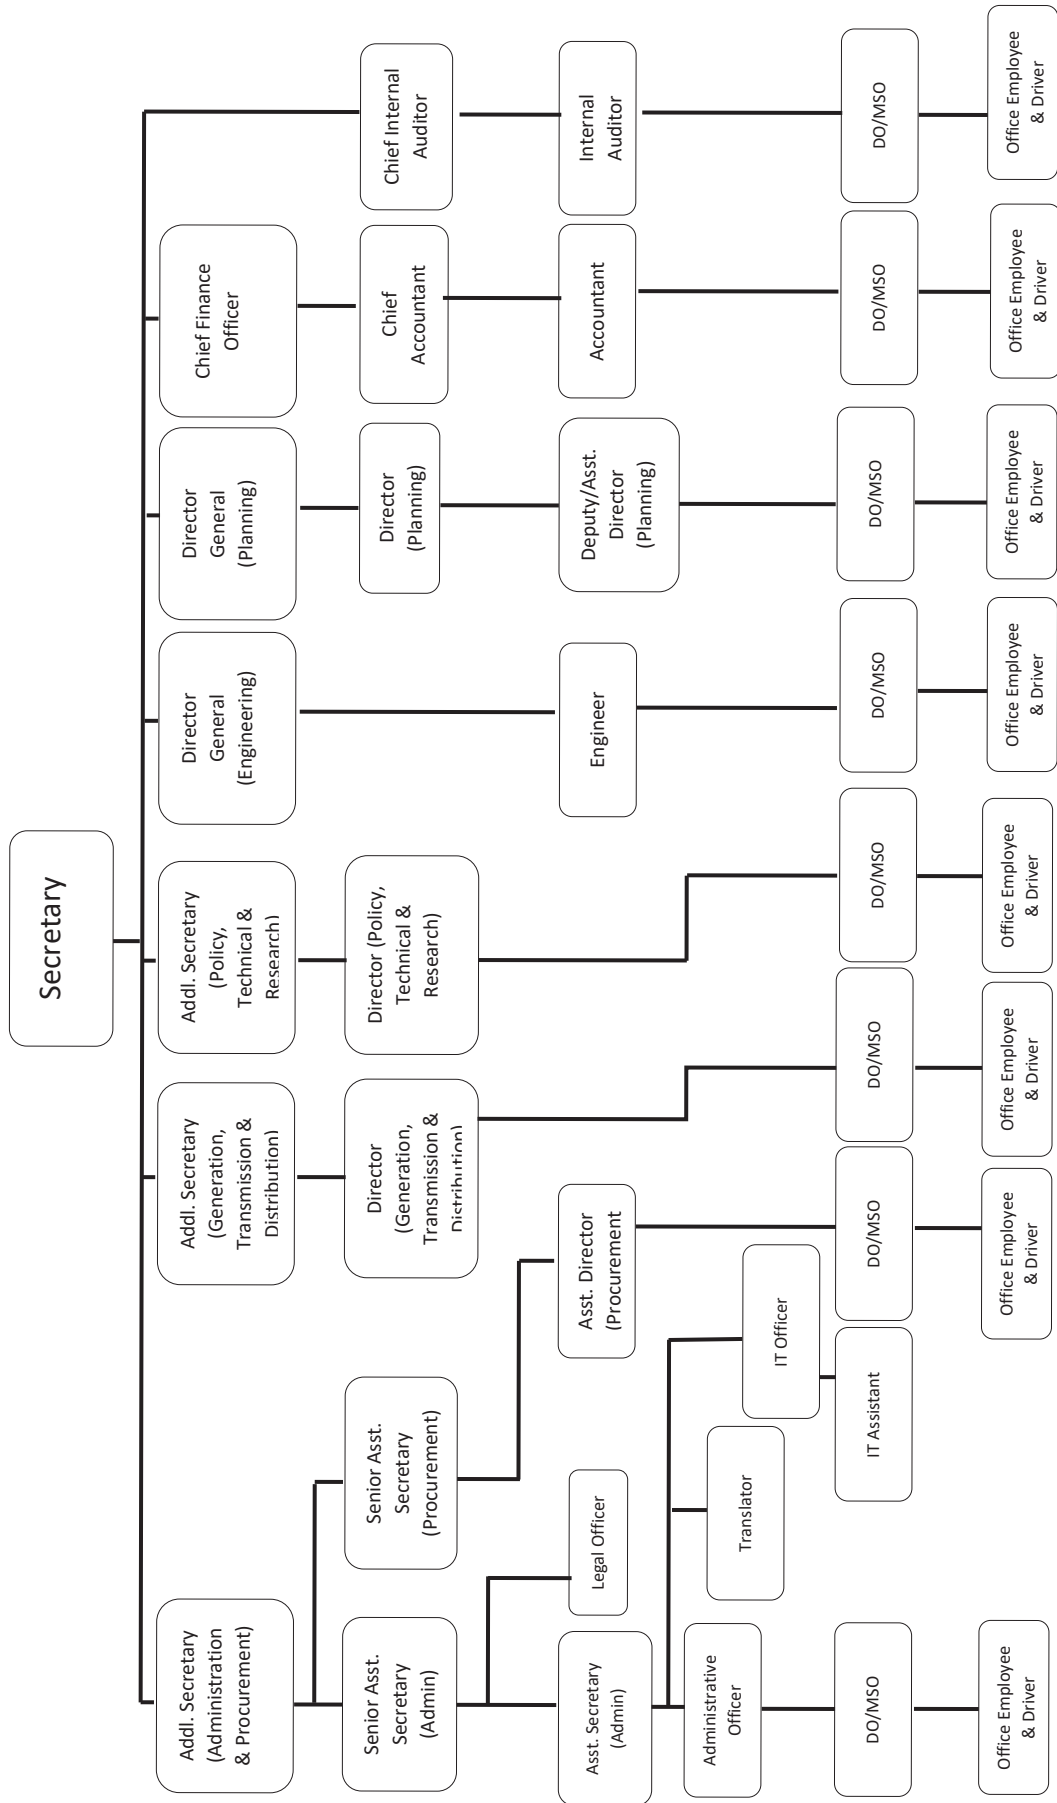 Secretary
Addl. Secretary
(Administration
& Procurement)
Addl. Secretary
(Generation,
Transmission &
Distribution)
Addl. Secretary
(Policy,
Technical &
Research)
Director
General
(Engineering)
Director
General
(Planning)
Chief Finance
Officer
Senior Asst.
Secretary
(Admin)
Senior Asst.
Secretary
(Procurement)
Director
(Generation,
Transmission &
Distribution)
Director (Policy,
Technical &
Research)
Director
(Planning)
Chief
Accountant
Chief Internal
Auditor
Asst. Secretary
(Admin)
Legal Officer
Asst. Director
(Procurement
Engineer
Deputy/Asst.
Director
(Planning)
Accountant
Internal
Auditor
Administrative
Officer
Translator
IT Officer
DO/MSO
IT Assistant
DO/MSO
DO/MSO
DO/MSO
DO/MSO
DO/MSO
DO/MSO
DO/MSO
Office Employee
& Driver
Office Employee
& Driver
Office Employee
& Driver
Office Employee
& Driver
Office Employee
& Driver
Office Employee
& Driver
Office Employee
& Driver
Office Employee
& Driver